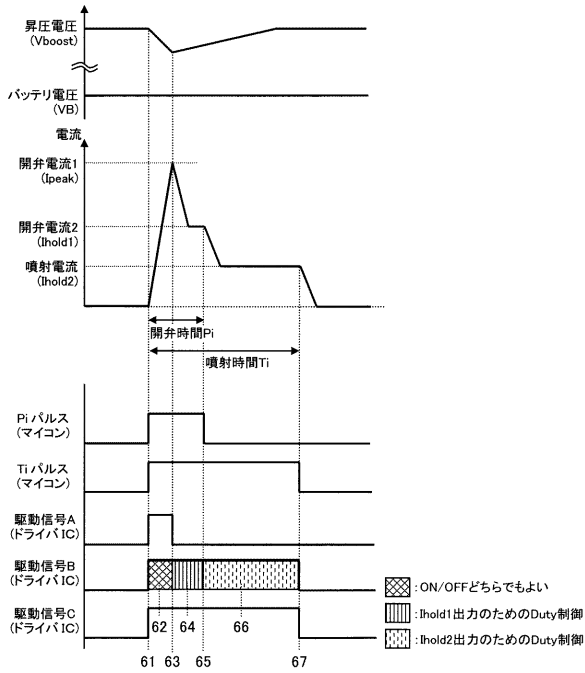 昇圧電圧
(Vboost)
バッテリ電圧
(VB)
電流
開弁電流1
(Ipeak)
開弁電流2
(Ihold1)
噴射電流
(Ihold2)
開弁時間Pi
噴射時間Ti
Piパルス
(マイコン)
Tiパルス
(マイコン)
駆動信号A
(ドライバIC)
駆動信号B
(ドライバIC)
:ON/OFFどちらでもよい
:Ihold1出力のためのDuty制御
:Ihold2出力のためのDuty制御
駆動信号C
(ドライバIC)
62 64 66
61 63 65 67